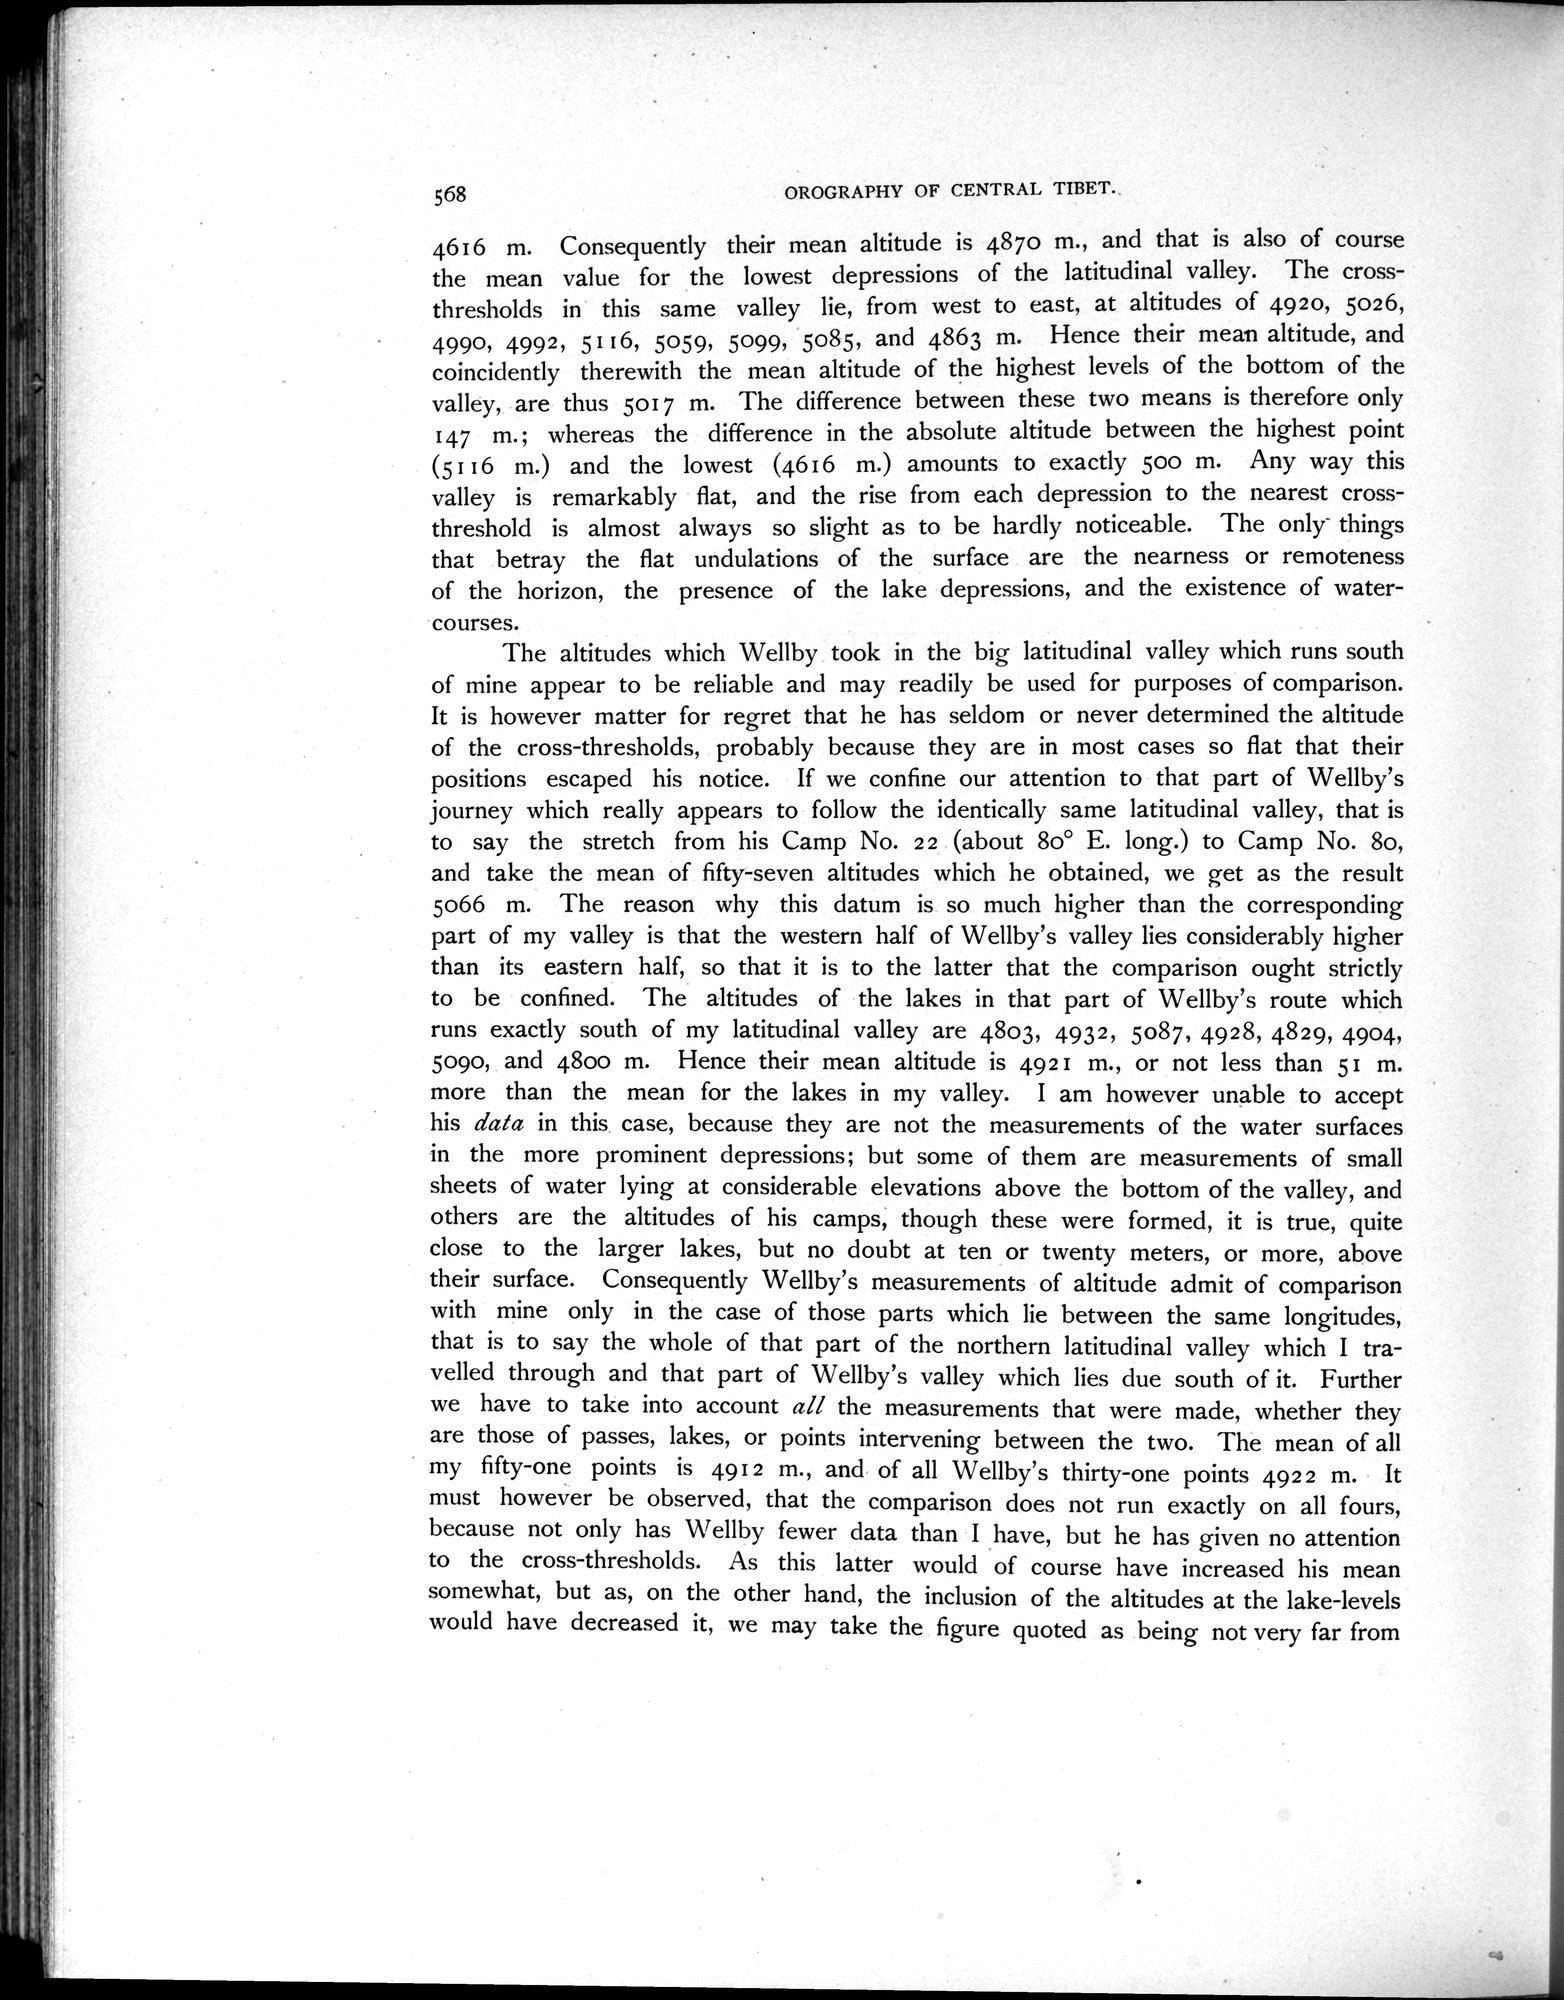 568
OROGRAPHY OF CENTRAL TIBET.
4616 m. Consequently their mean altitude is 4870 m., and that is also of course
the mean value for the lowest depressions of the latitudinal valley. The cross-
thresholds in this same valley lie, from west to east, at altitudes of 4920, 5026,
4990, 4992, 5116, 5059, 5099, 5085, and 4863 m. Hence their mean altitude, and
coincidently therewith the mean altitude of the highest levels of the bottom of the
valley, are thus 5017 m. The difference between these two means is therefore only
147 m.; whereas the difference in the absolute altitude between the highest point
(5116 m.) and the lowest (4616 m.) amounts to exactly 500 m. Any way this
valley is remarkably flat, and the rise from each depression to the nearest cross-
threshold is almost always so slight as to be hardly noticeable. The only things
that betray the flat undulations of the surface are the nearness or remoteness
of the horizon, the presence of the lake depressions, and the existence of water-
courses.
The altitudes which Wellby took in the big latitudinal valley which runs south
of mine appear to be reliable and may readily be used for purposes of comparison.
It is however matter for regret that he has seldom or never determined the altitude
of the cross-thresholds, probably because they are in most cases so flat that their
positions escaped his notice. If we confine our attention to that part of Wellby's
journey which really appears to follow the identically same latitudinal valley, that is
to say the stretch from his Camp No. 22 (about 80° E. long.) to Camp No. 80,
and take the mean of fifty-seven altitudes which he obtained, we get as the result
5066 m. The reason why this datum is so much higher than the corresponding
part of my valley is that the western half of Wellby's valley lies considerably higher
than its eastern half, so that it is to the latter that the comparison ought strictly
to be confined. The altitudes of the lakes in that part of Wellby's route which
runs exactly south of my latitudinal valley are 4803, 4932, 5087, 4928, 4829, 4904,
5090, and 4800 m. Hence their mean altitude is 4921 m., or not less than 51 m.
more than the mean for the lakes in my valley. I am however unable to accept
his data in this case, because they are not the measurements of the water surfaces
in the more prominent depressions; but some of them are measurements of small
sheets of water lying at considerable elevations above the bottom of the valley, and
others are the altitudes of his camps, though these were formed, it is true, quite
close to the larger lakes, but no doubt at ten or twenty meters, or more, above
their surface. Consequently Wellby's measurements of altitude admit of comparison
with mine only in the case of those parts which lie between the same longitudes,
that is to say the whole of that part of the northern latitudinal valley which I tra-
velled through and that part of Wellby's valley which lies due south of it. Further
we have to take into account all the measurements that were made, whether they
are those of passes, lakes, or points intervening between the two. The mean of all
my fifty-one points is 4912 m., and of all Wellby's thirty-one points 4922 m. It
must however be observed, that the comparison does not run exactly on all fours,
because not only has Wellby fewer data than I have, but he has given no attention
to the cross-thresholds. As this latter would of course have increased his mean
somewhat, but as, on the other hand, the inclusion of the altitudes at the lake-levels
would have decreased it, we may take the figure quoted as being not very far from